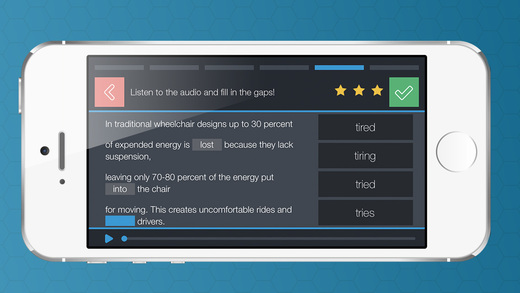 Listen to the audio and fill in the gaps!
In traditional wheelchair designs up to 30 percent
of expended energy is lost because they lack
suspension,
leaving only 70-80 percent of the energy put
into the chair
for moving. This creates uncomfortable rides and
drivers.
tired
tiring
tried
tries